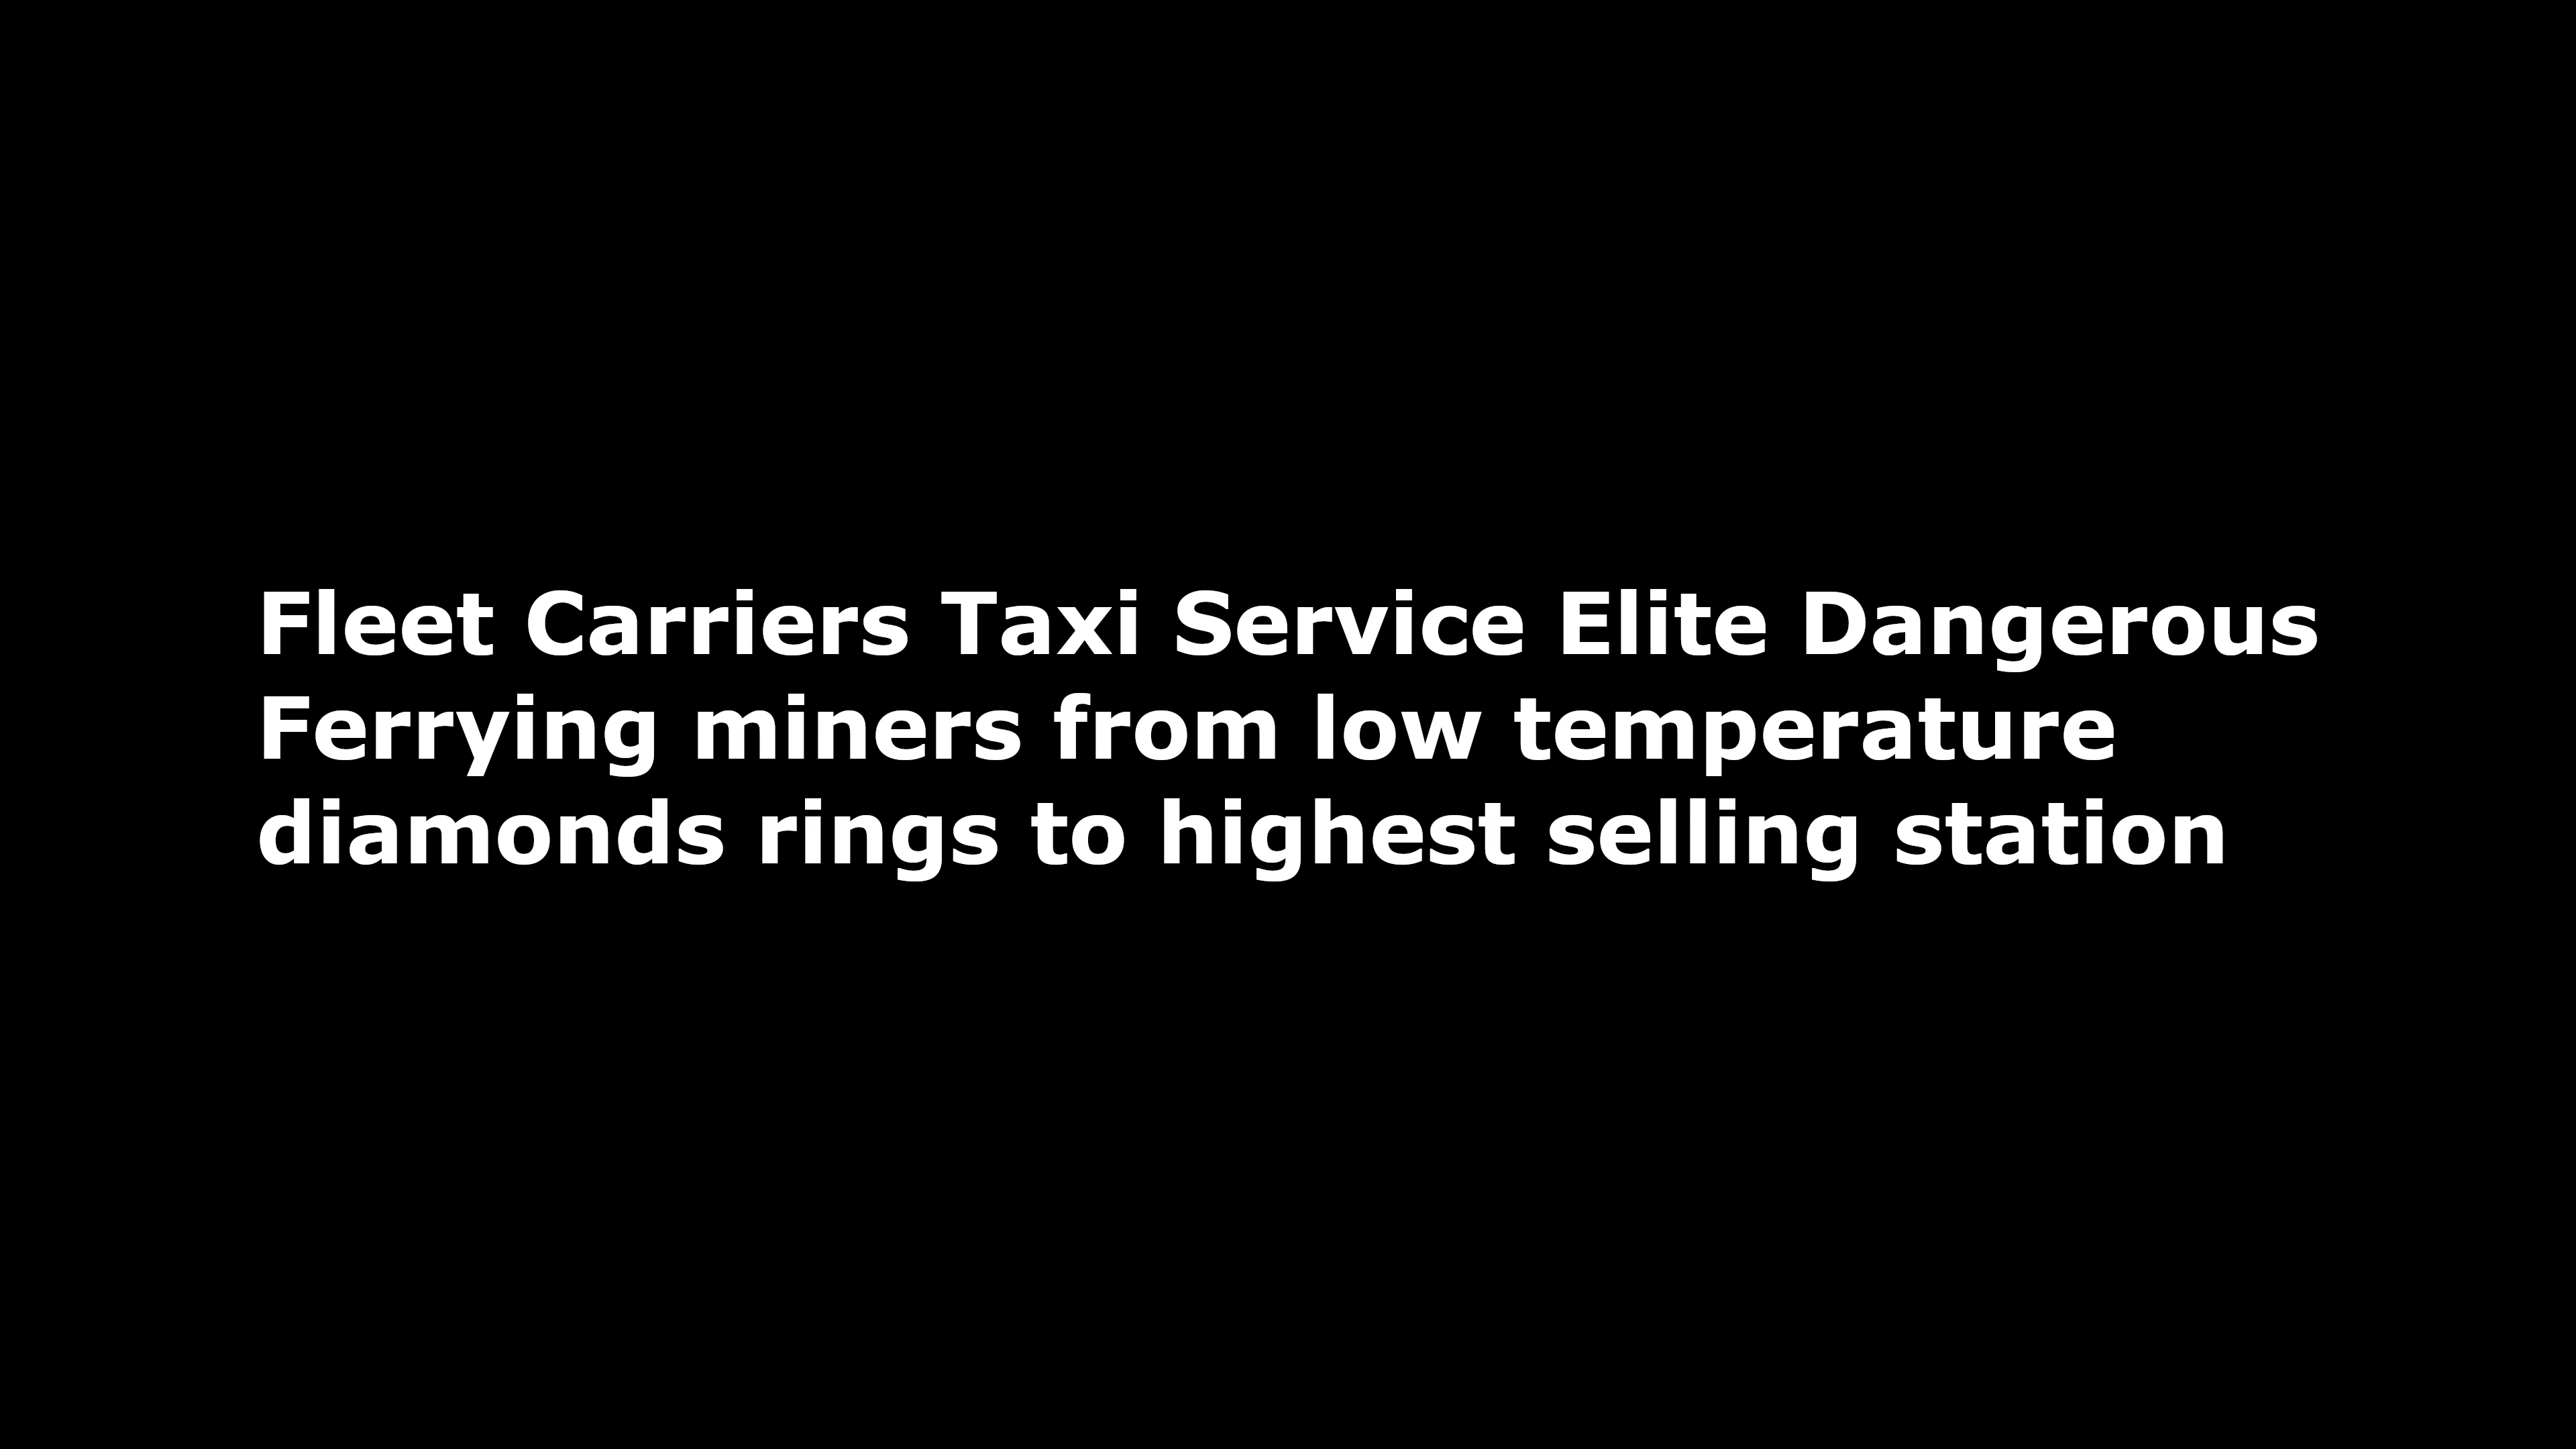 Fleet Carriers Taxi Service Elite Dangerous
Ferrying miners from low temperature
diamonds rings to highest selling station